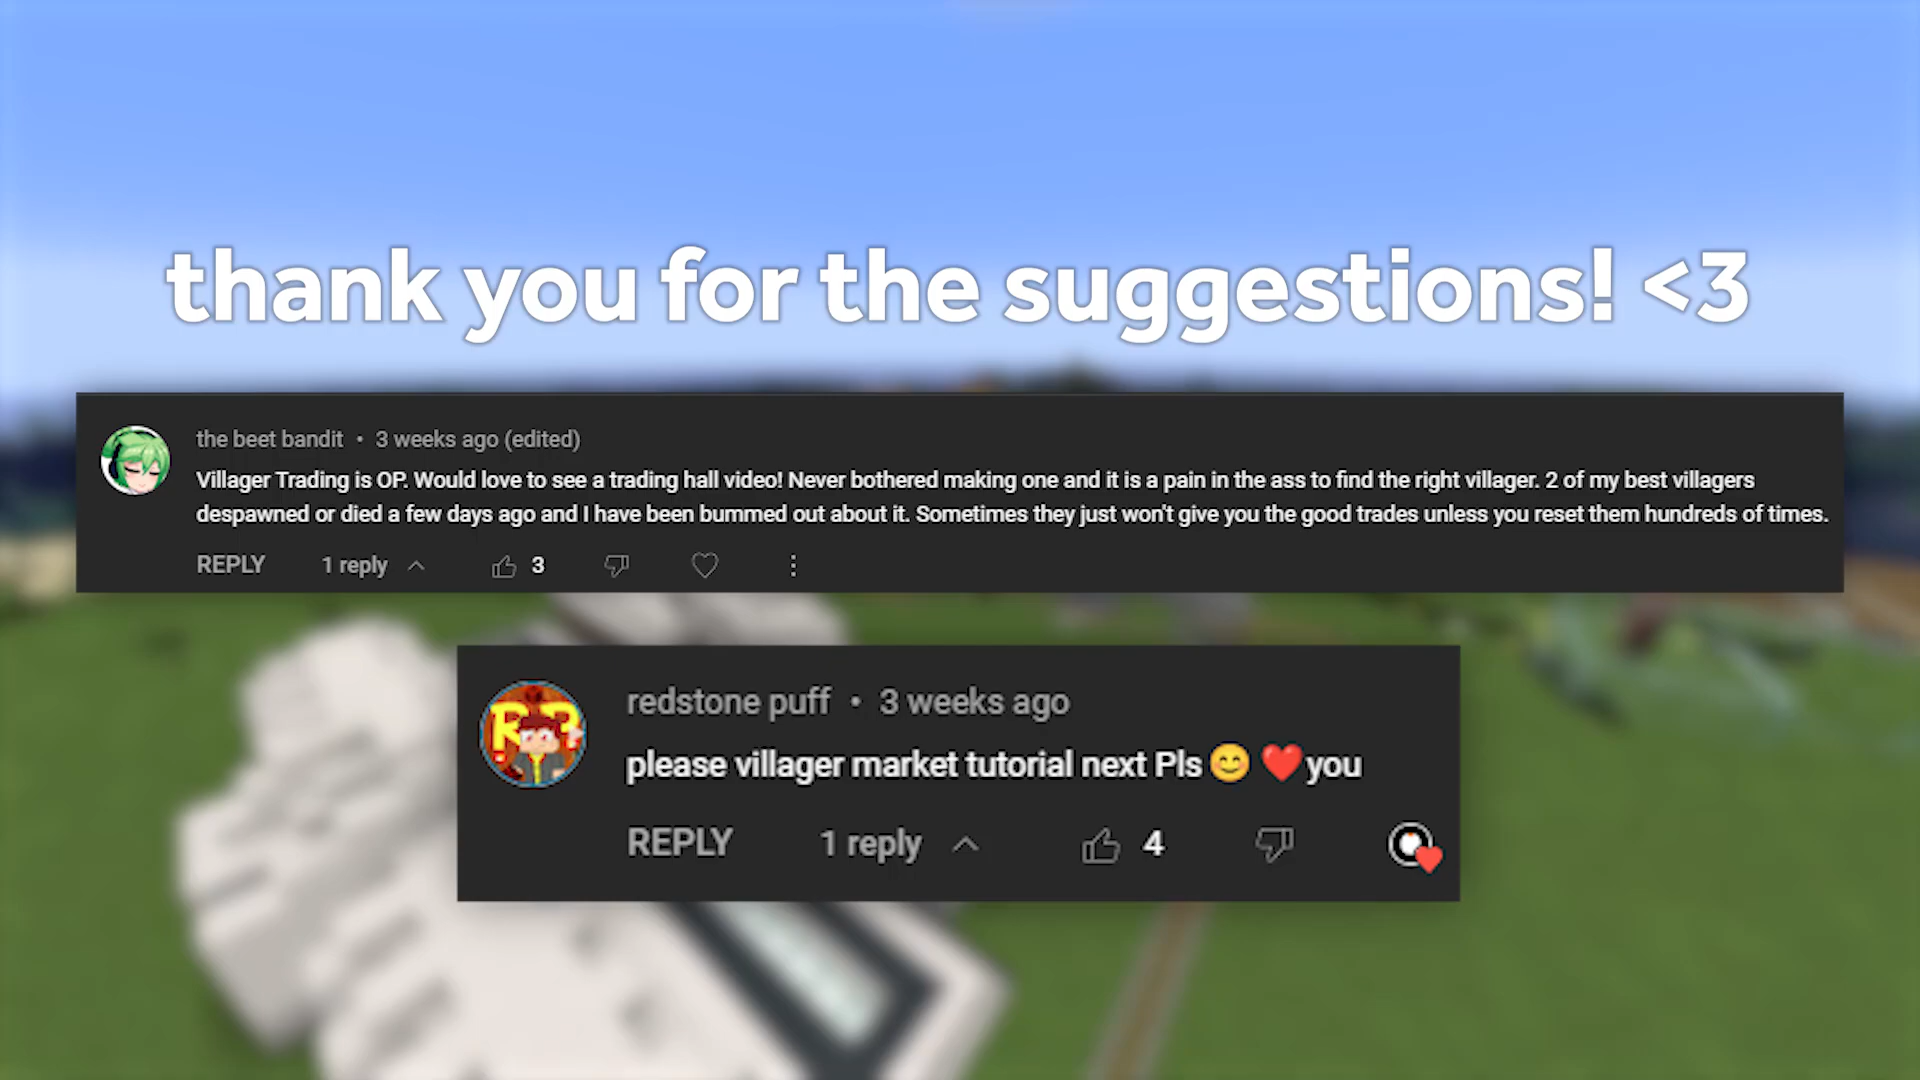 thank you for the suggestions! <3
the beet bandit • 3 weeks ago (edited)
Villager Trading is OP. Would love to see a trading hall video! Never bothered making one and it is a pain in the ass to find the right villager. 2 of my best villagers
despawned or died a few days ago and I have been bummed out about it. Sometimes they just won't give you the good trades unless you reset them hundreds of times.
REPLY 1 reply 3
redstone puff • 3 weeks ago
please villager market tutorial next Pls 😊 ❤️you
REPLY 1 reply 4